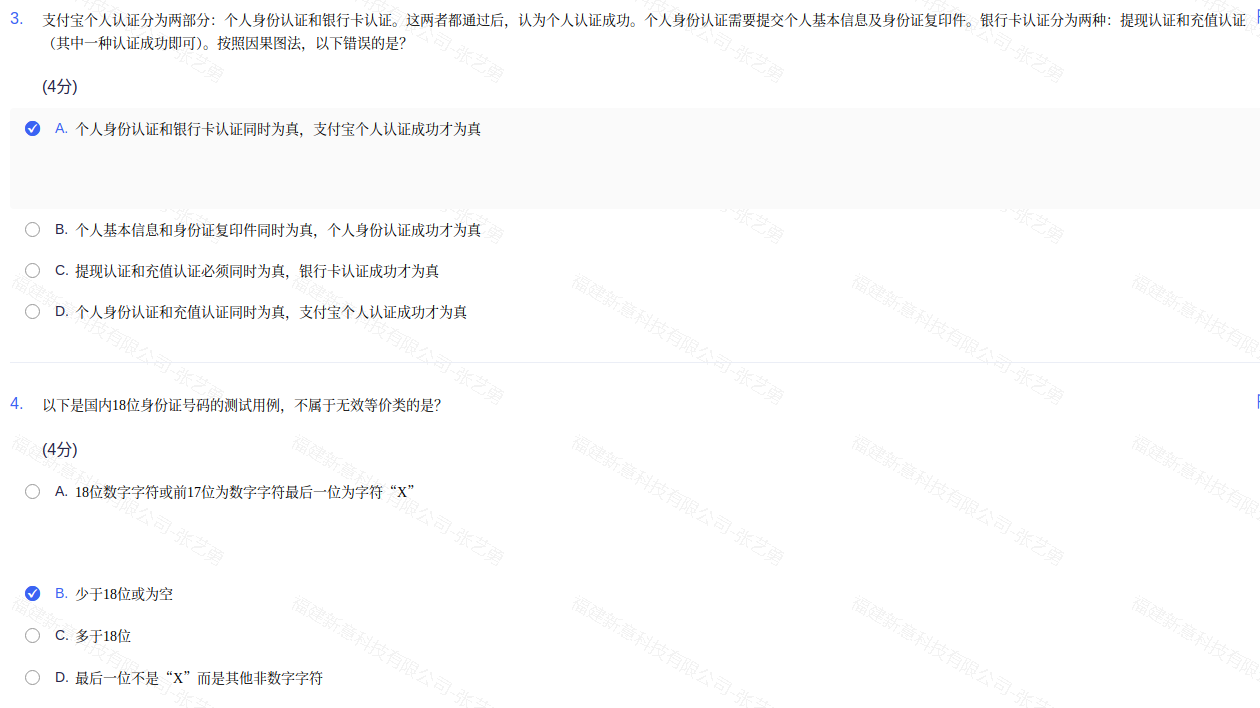 3. 支付宝个人认证分为两部分：个人身份认证和银行卡认证。这两者都通过后，认为个人认证成功。个人身份认证需要提交个人基本信息及身份证复印件。银行卡认证分为两种：提现认证和充值认证
（其中一种认证成功即可）。按照因果图法，以下错误的是？
(4分)
A. 个人身份认证和银行卡认证同时为真，支付宝个人认证成功才为真
B. 个人基本信息和身份证复印件同时为真，个人身份认证成功才为真
C. 提现认证和充值认证必须同时为真，银行卡认证成功才为真
D. 个人身份认证和充值认证同时为真，支付宝个人认证成功才为真
4. 以下是国内18位身份证号码的测试用例，不属于无效等价类的是？
(4分)
A. 18位数字字符或前17位为数字字符最后一位为字符“X”
B. 少于18位或为空
C. 多于18位
D. 最后一位不是“X”而是其他非数字字符
福建新意科技有限公司-张艺勇